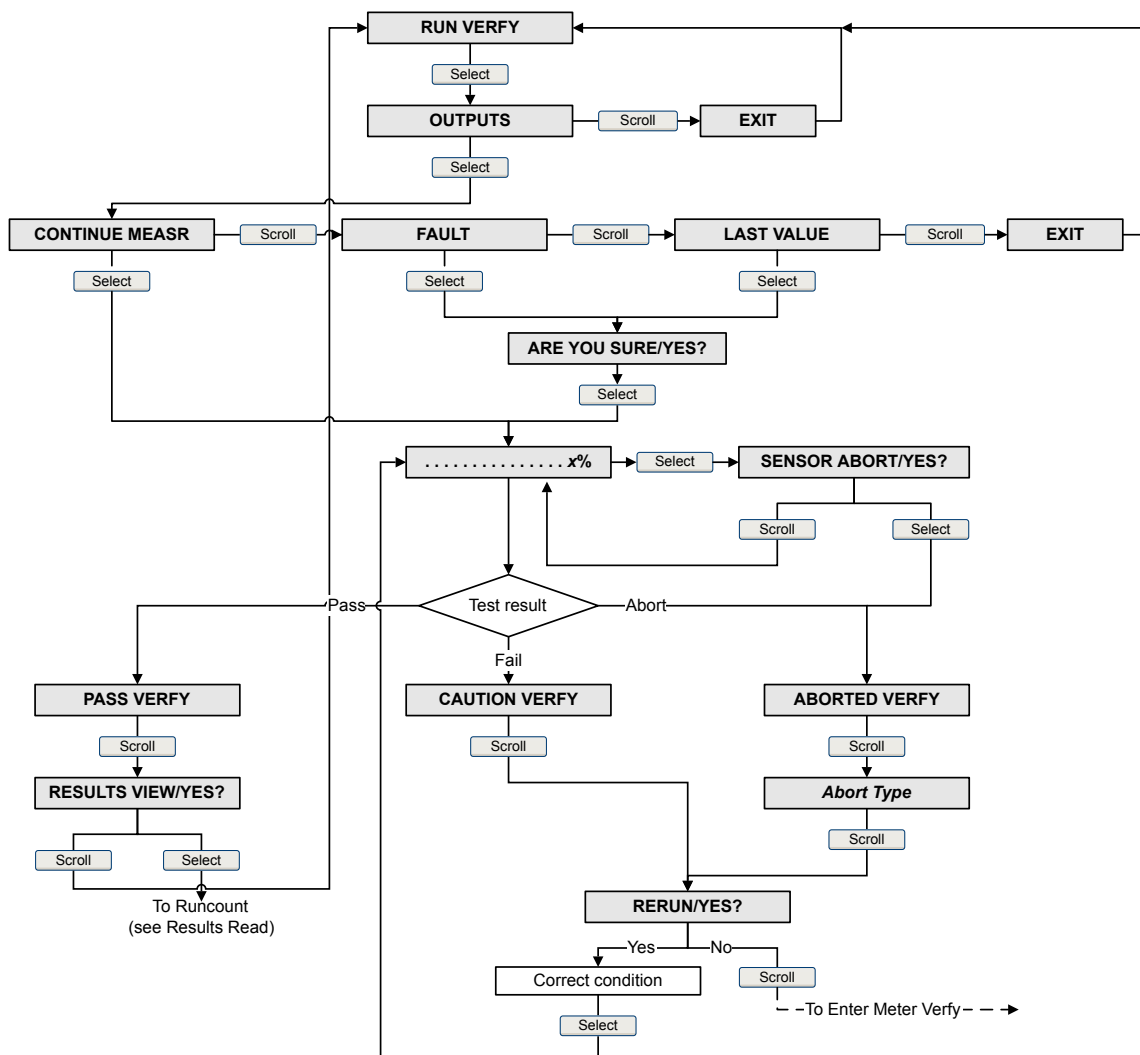 RUN VERFY
Select
OUTPUTS
Scroll
EXIT
Select
CONTINUE MEASR
Scroll
FAULT
Scroll
LAST VALUE
Scroll
EXIT
Select
Select
Select
ARE YOU SURE/YES?
Select
. . . . . . . . . . . . . . . x%
Select
SENSOR ABORT/YES?
Scroll
Select
Pass
Test result
Abort
Fail
PASS VERFY
CAUTION VERFY
ABORTED VERFY
Scroll
Scroll
Scroll
RESULTS VIEW/YES?
Abort Type
Scroll
Select
Scroll
To Runcount
(see Results Read)
RERUN/YES?
Yes
No
Correct condition
Scroll
To Enter Meter Verfy
Select